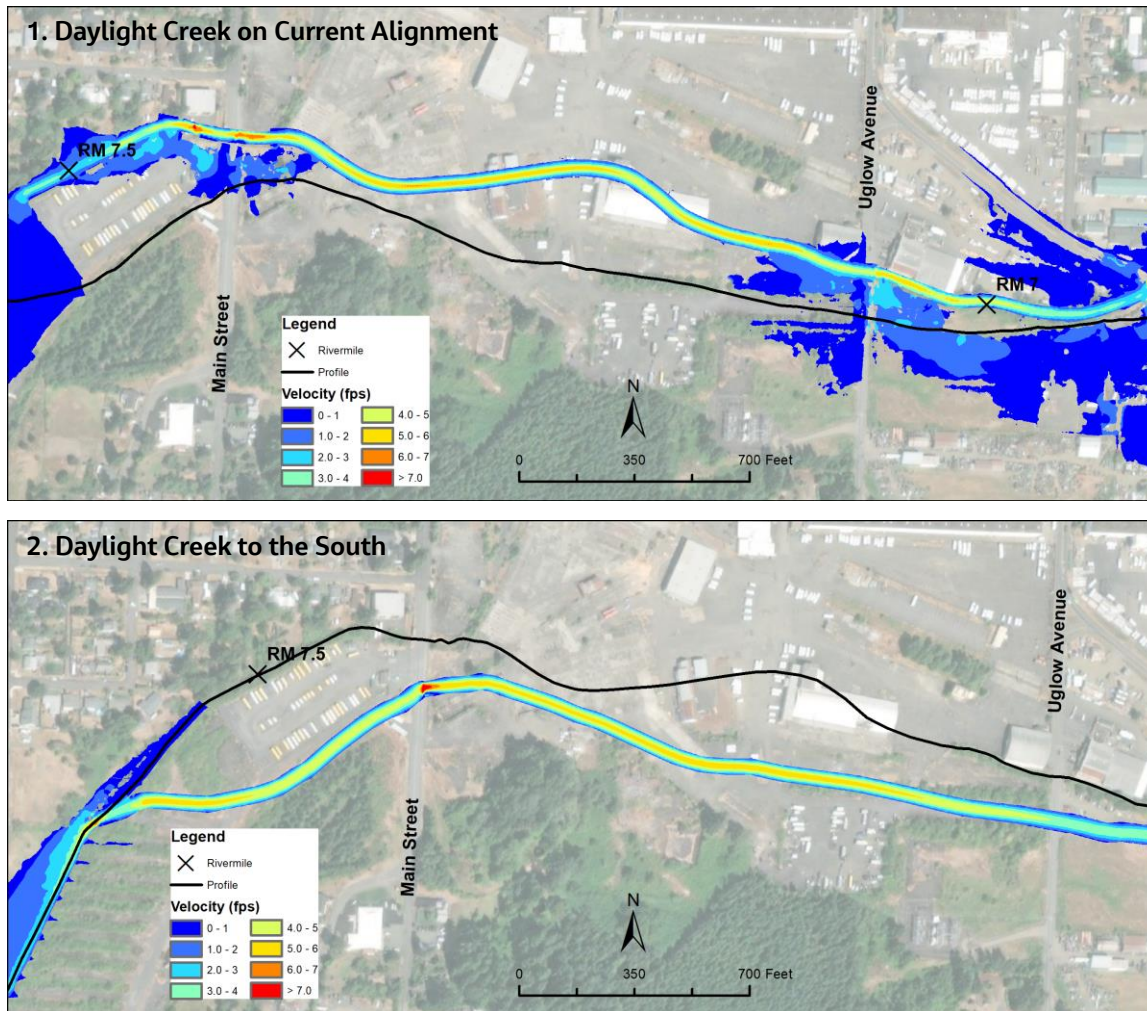 1. Daylight Creek on Current Alignment
RM 7.5
Uglow Avenue
RM 7
Main Street
Legend
Rivermile
Profile
Velocity (fps)
0 - 1
4.0 - 5
1.0 - 2
5.0 - 6
2.0 - 3
6.0 - 7
3.0 - 4
> 7.0
N
0 350 700 Feet
2. Daylight Creek to the South
RM 7.5
Uglow Avenue
Main Street
Legend
Rivermile
Profile
Velocity (fps)
0 - 1
4.0 - 5
1.0 - 2
5.0 - 6
2.0 - 3
6.0 - 7
3.0 - 4
> 7.0
N
0 350 700 Feet